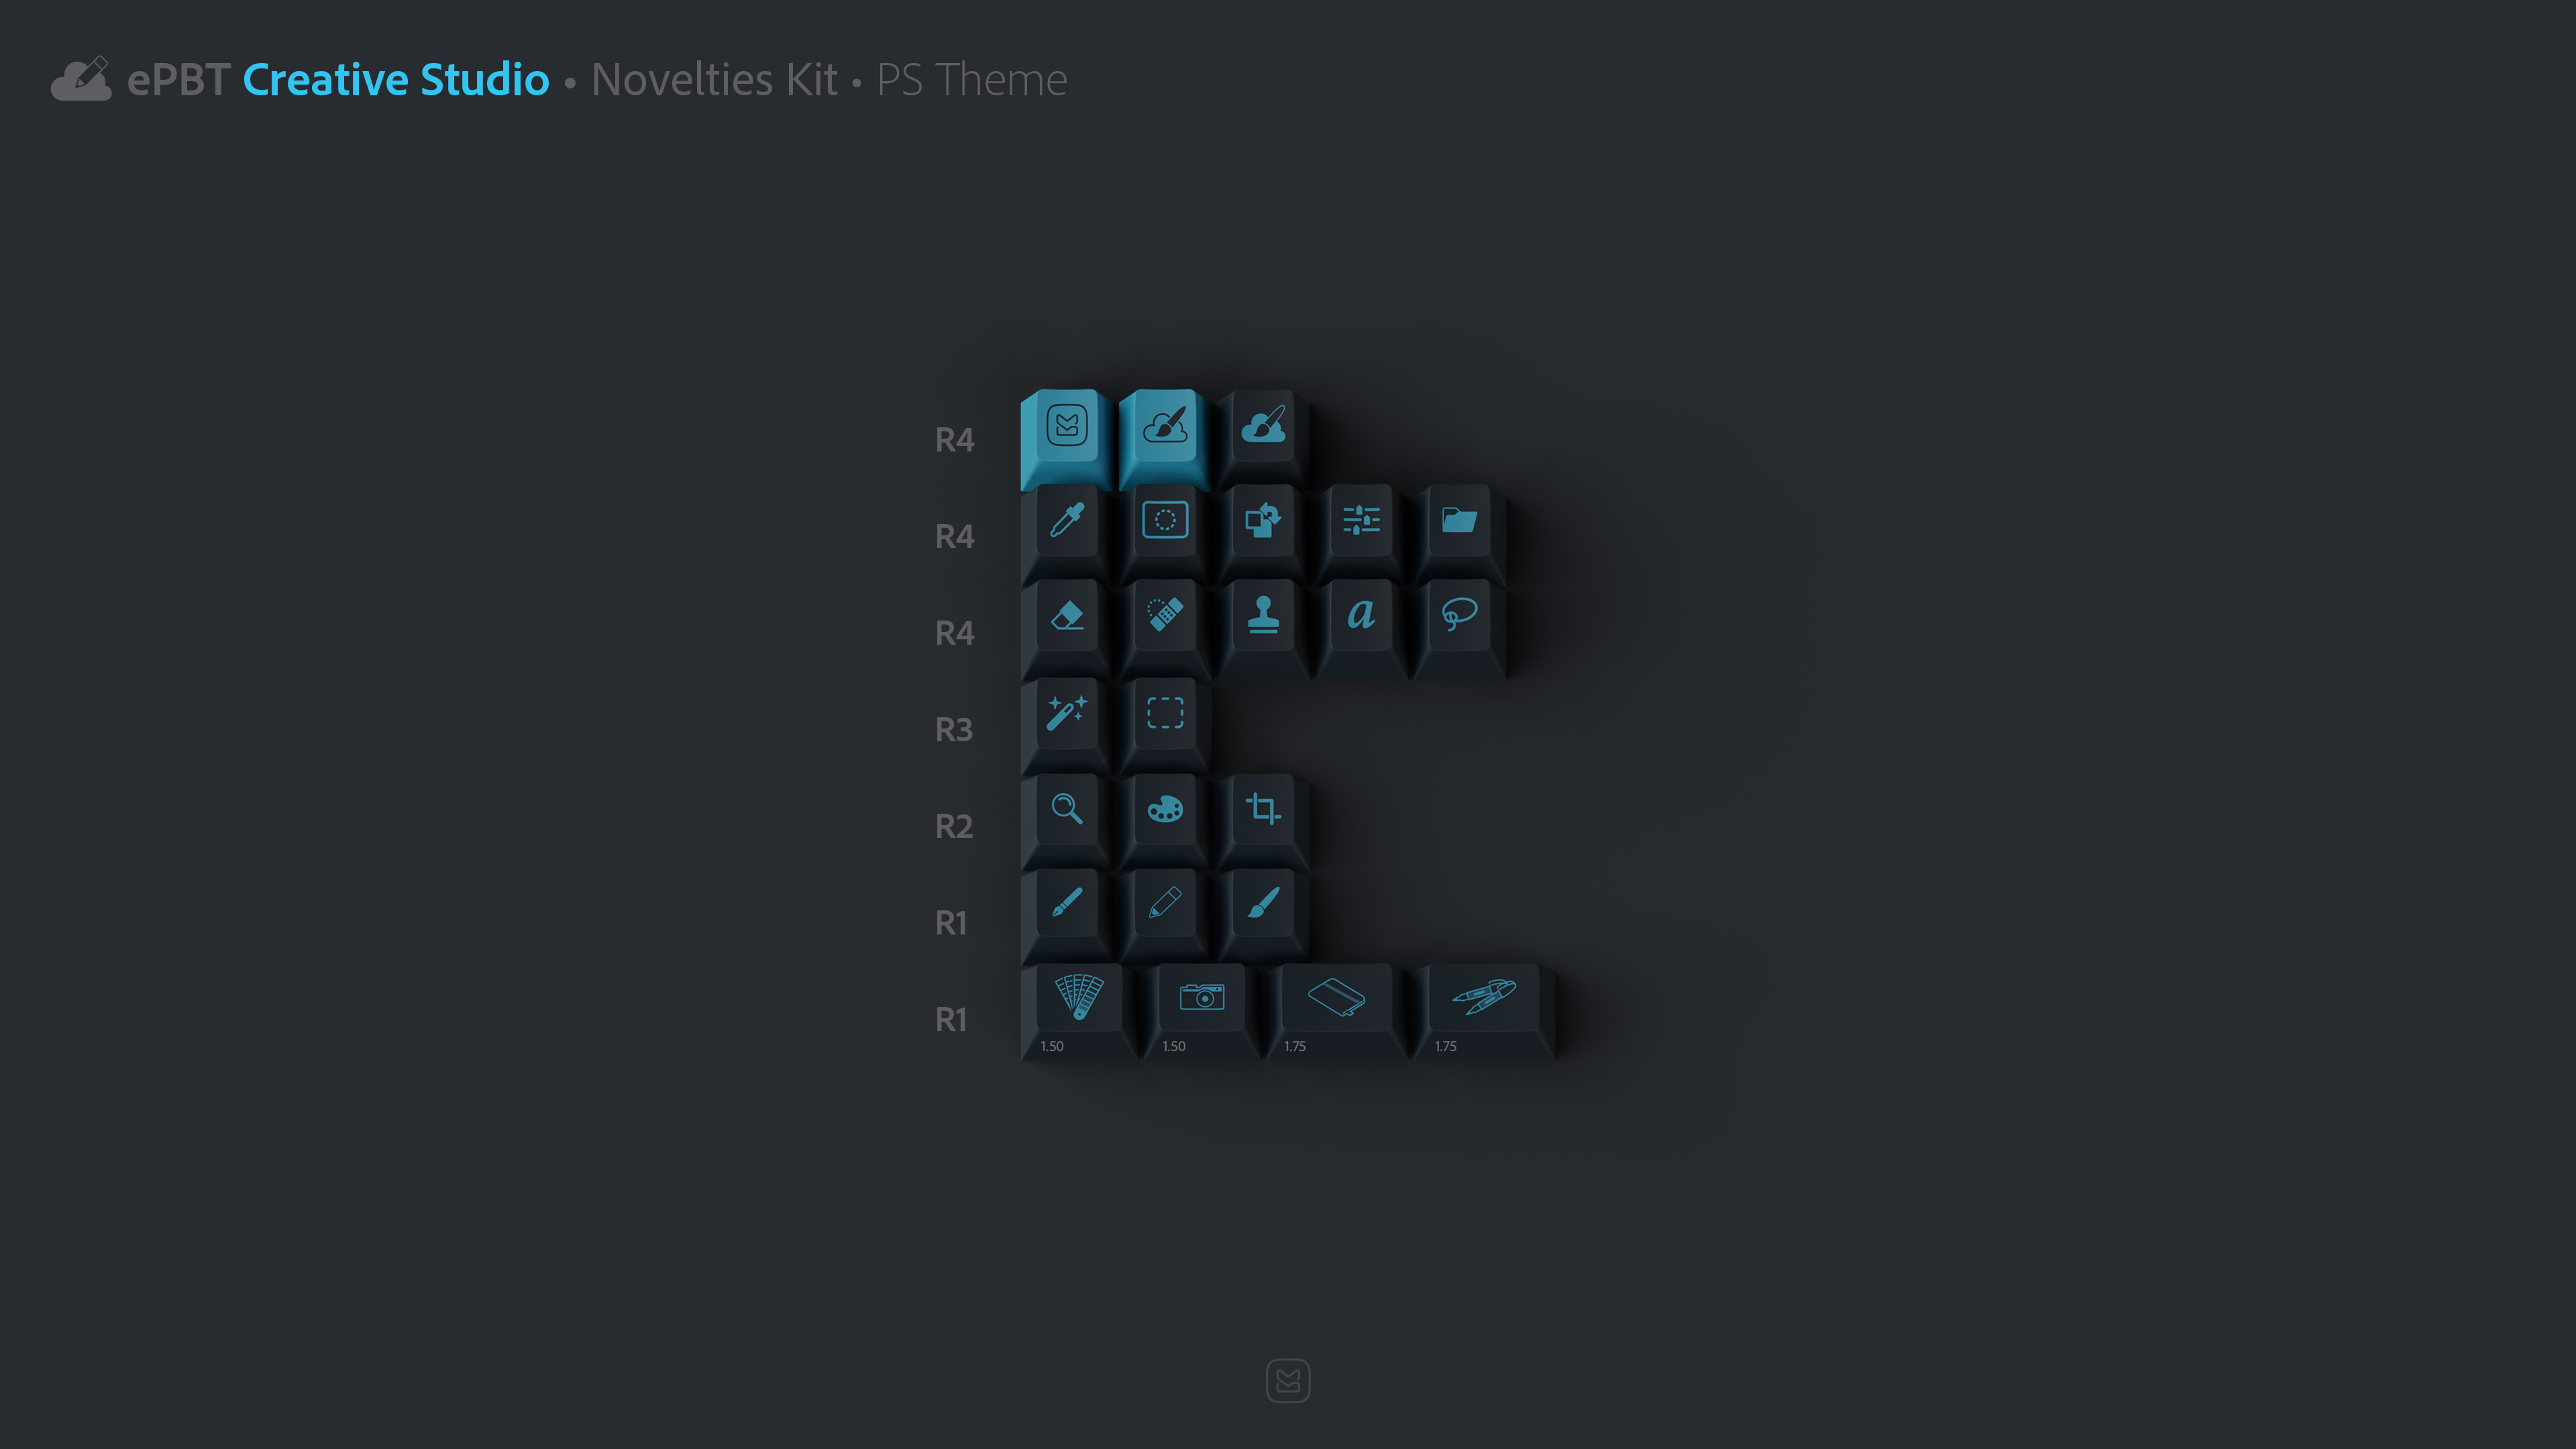 ePBT Creative Studio • Novelties Kit • PS Theme
R4
R4
R4
a
R3
R2
R1
R1
1.50 1.50 1.75 1.75